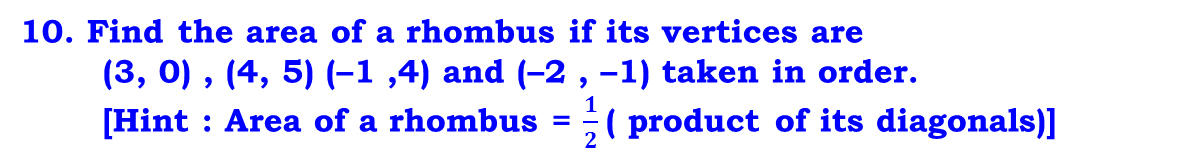 10. Find the area of a rhombus if its vertices are
(3, 0) , (4, 5) (–1 ,4) and (–2 , –1) taken in order.
[Hint : Area of a rhombus = 1/2 ( product of its diagonals)]